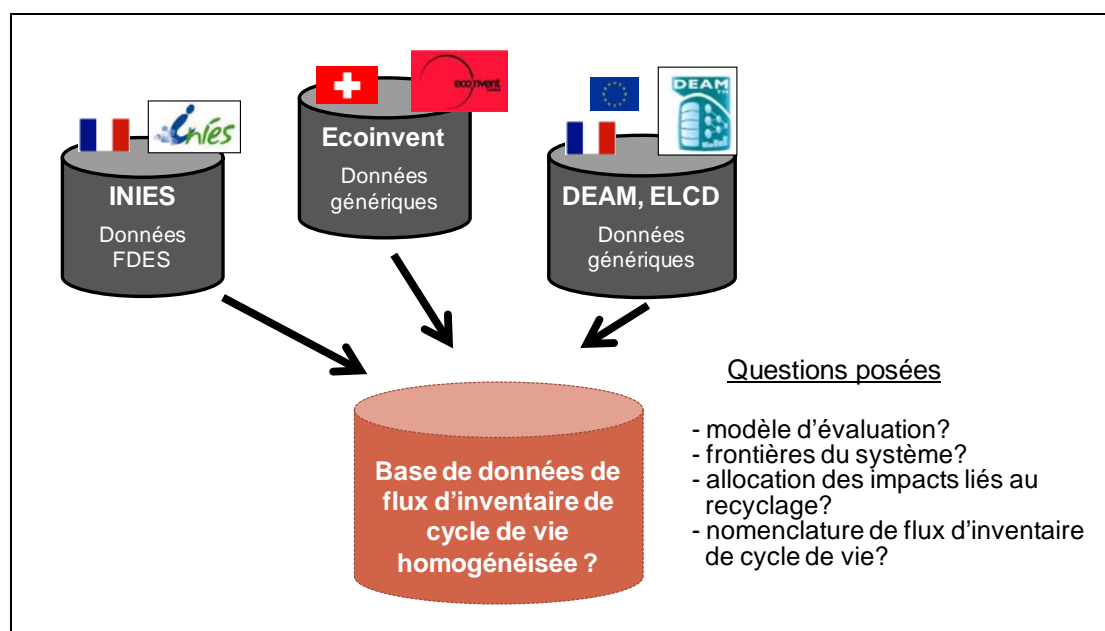 iníes
INIES
Données
FDES
ecoinvent
Ecoinvent
Données
génériques
DEAM
DEAM, ELCD
Données
génériques
Base de données de
flux d'inventaire de
cycle de vie
homogénéisée ?
Questions posées
- modèle d'évaluation?
- frontières du système?
- allocation des impacts liés au
recyclage?
- nomenclature de flux d'inventaire
de cycle de vie?